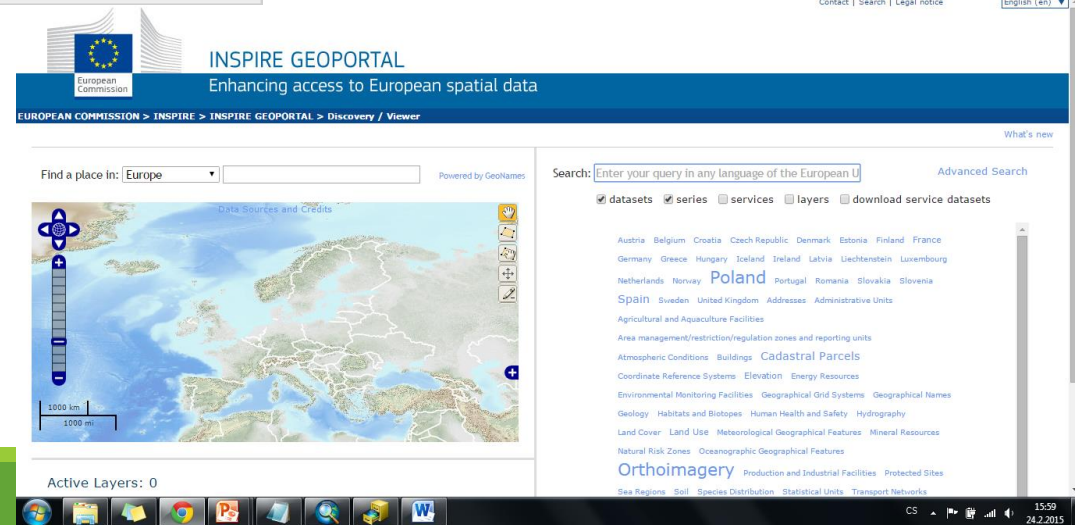 Contact | Search | Legal notice
English (en)
European
Commission
INSPIRE GEOPORTAL
Enhancing access to European spatial data
EUROPEAN COMMISSION > INSPIRE > INSPIRE GEOPORTAL > Discovery / Viewer
What's new
Find a place in: Europe
Powered by GeoNames
Data Sources and Credits
1000 km
1000 mi
Active Layers: 0
Search: Enter your query in any language of the European U
Advanced Search
datasets series services layers download service datasets
Austria Belgium Croatia Czech Republic Denmark Estonia Finland France
Germany Greece Hungary Iceland Ireland Latvia Liechtenstein Luxembourg
Netherlands Norway Poland Portugal Romania Slovakia Slovenia
Spain Sweden United Kingdom Addresses Administrative Units
Agricultural and Aquaculture Facilities
Area management/restriction/regulation zones and reporting units
Atmospheric Conditions Buildings Cadastral Parcels
Coordinate Reference Systems Elevation Energy Resources
Environmental Monitoring Facilities Geographical Grid Systems Geographical Names
Geology Habitats and Biotopes Human Health and Safety Hydrography
Land Cover Land Use Meteorological Geographical Features Mineral Resources
Natural Risk Zones Oceanographic Geographical Features
Orthoimagery Production and Industrial Facilities Protected Sites
Sea Regions Soil Species Distribution Statistical Units Transport Networks
CS
15:59
24.2.2015